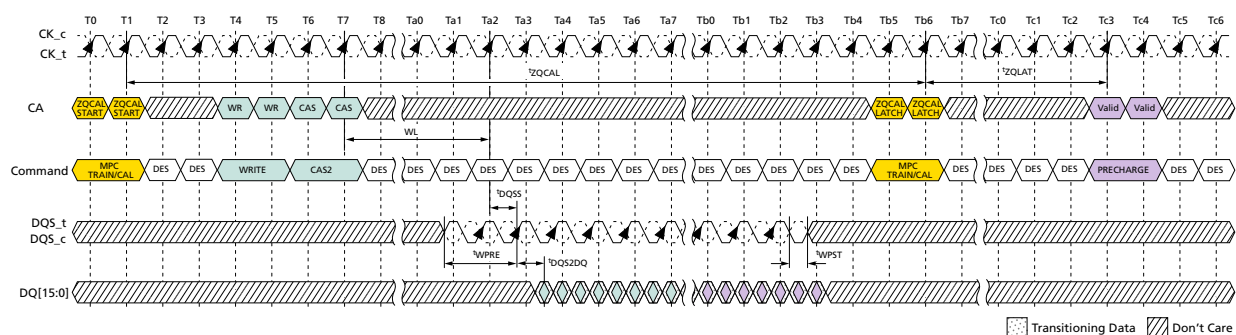 T0 T1 T2 T3 T4 T5 T6 T7 T8 Ta0 Ta1 Ta2 Ta3 Ta4 Ta5 Ta6 Ta7 Tb0 Tb1 Tb2 Tb3 Tb4 Tb5 Tb6 Tb7 Tc0 Tc1 Tc2 Tc3 Tc4 Tc5 Tc6
CK_c
CK_t
tZQCAL tZQLAT
CA ZQCAL START ZQCAL START WR WR CAS CAS ZQCAL LATCH ZQCAL LATCH Valid Valid
WL
Command MPC TRAIN/CAL DES DES WRITE CAS2 DES DES DES DES DES DES DES DES DES DES DES DES DES DES MPC TRAIN/CAL DES DES DES DES PRECHARGE DES DES
tDQSS
DQS_t
DQS_c
tWPRE tDQS2DQ tWPST
DQ[15:0]
Transitioning Data Don't Care